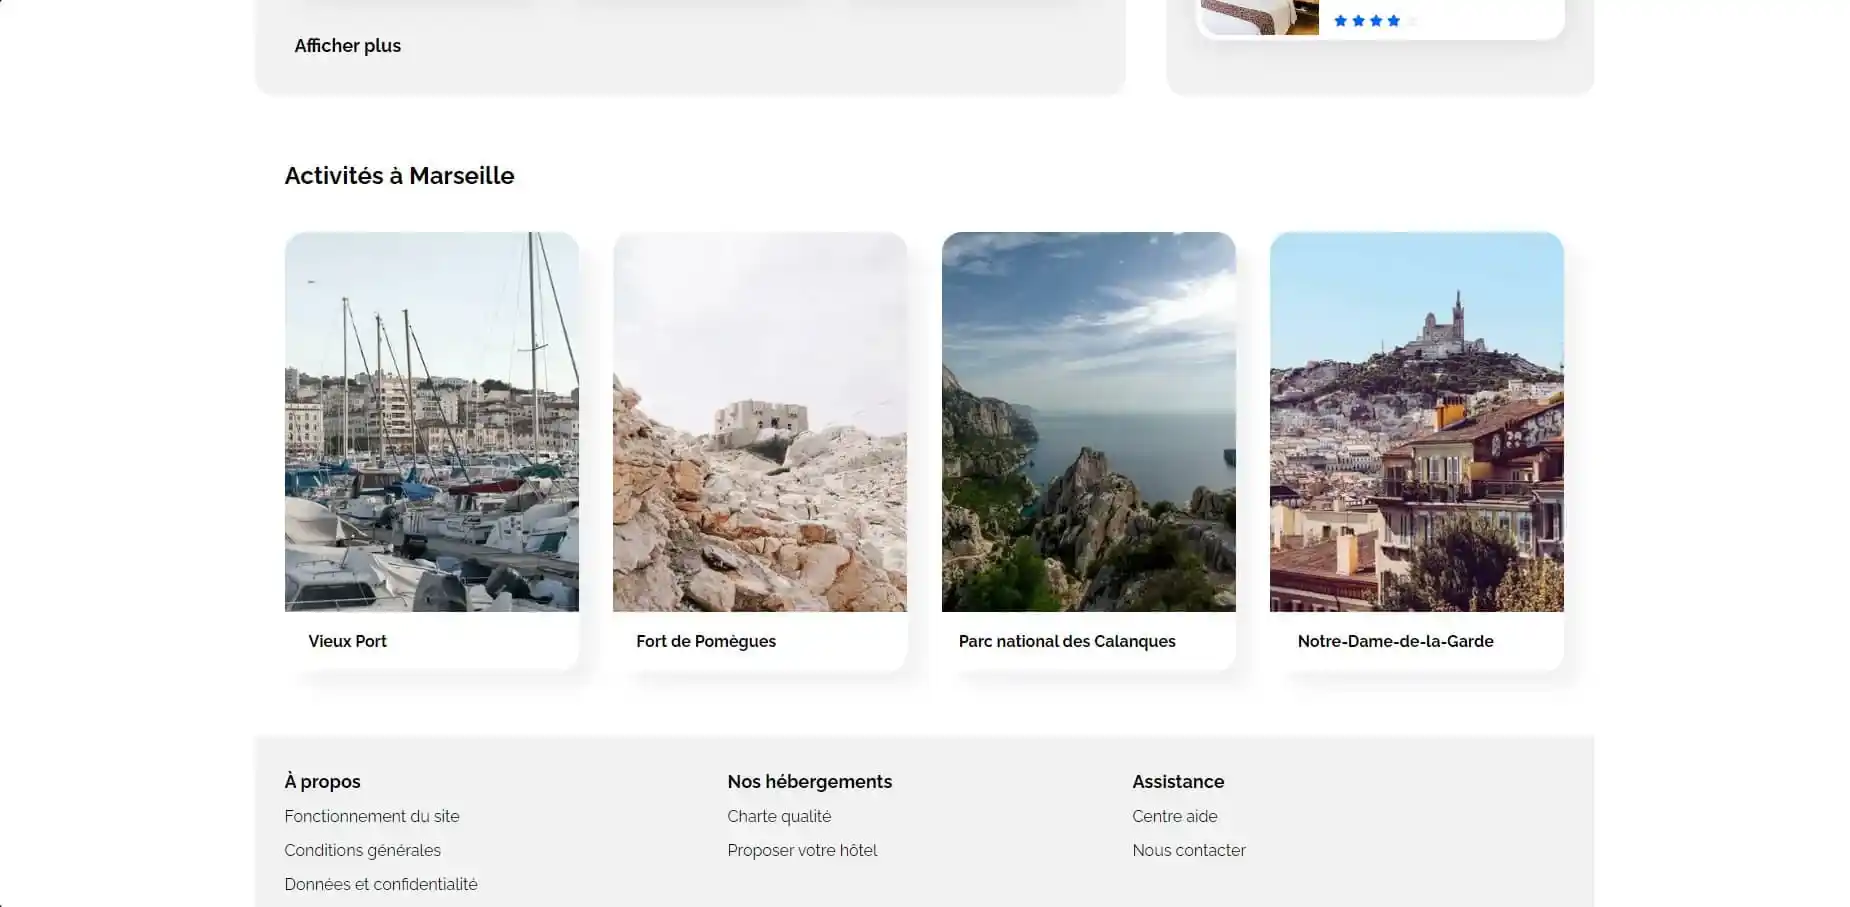 Afficher plus
Activités à Marseille
Vieux Port
Fort de Pomègues
Parc national des Calanques
Notre-Dame-de-la-Garde
À propos
Fonctionnement du site
Conditions générales
Données et confidentialité
Nos hébergements
Charte qualité
Proposer votre hôtel
Assistance
Centre aide
Nous contacter